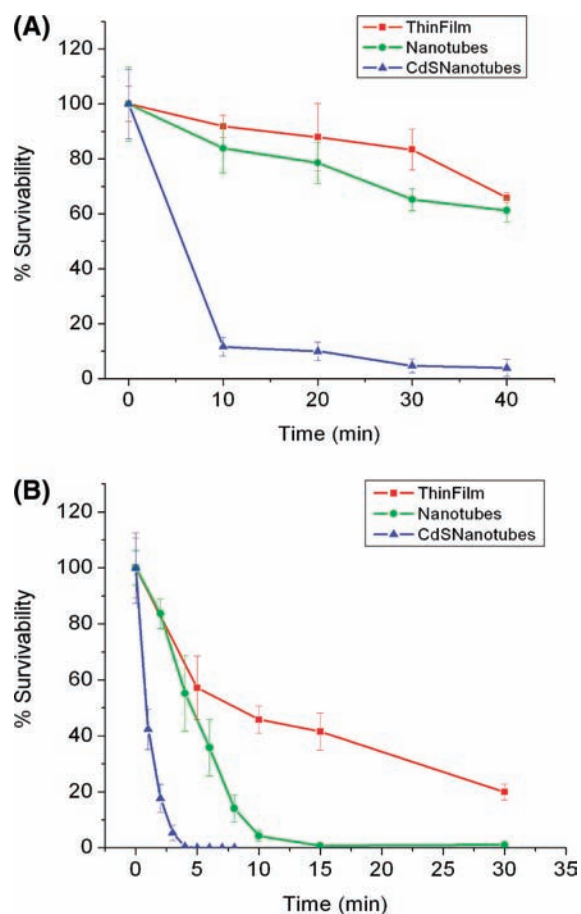 (A)
120
100
80
60
40
20
0
% Survivability
ThinFilm
Nanotubes
CdSNanotubes
0 10 20 30 40
Time (min)
(B)
120
100
80
60
40
20
0
% Survivability
ThinFilm
Nanotubes
CdSNanotubes
0 5 10 15 20 25 30 35
Time (min)